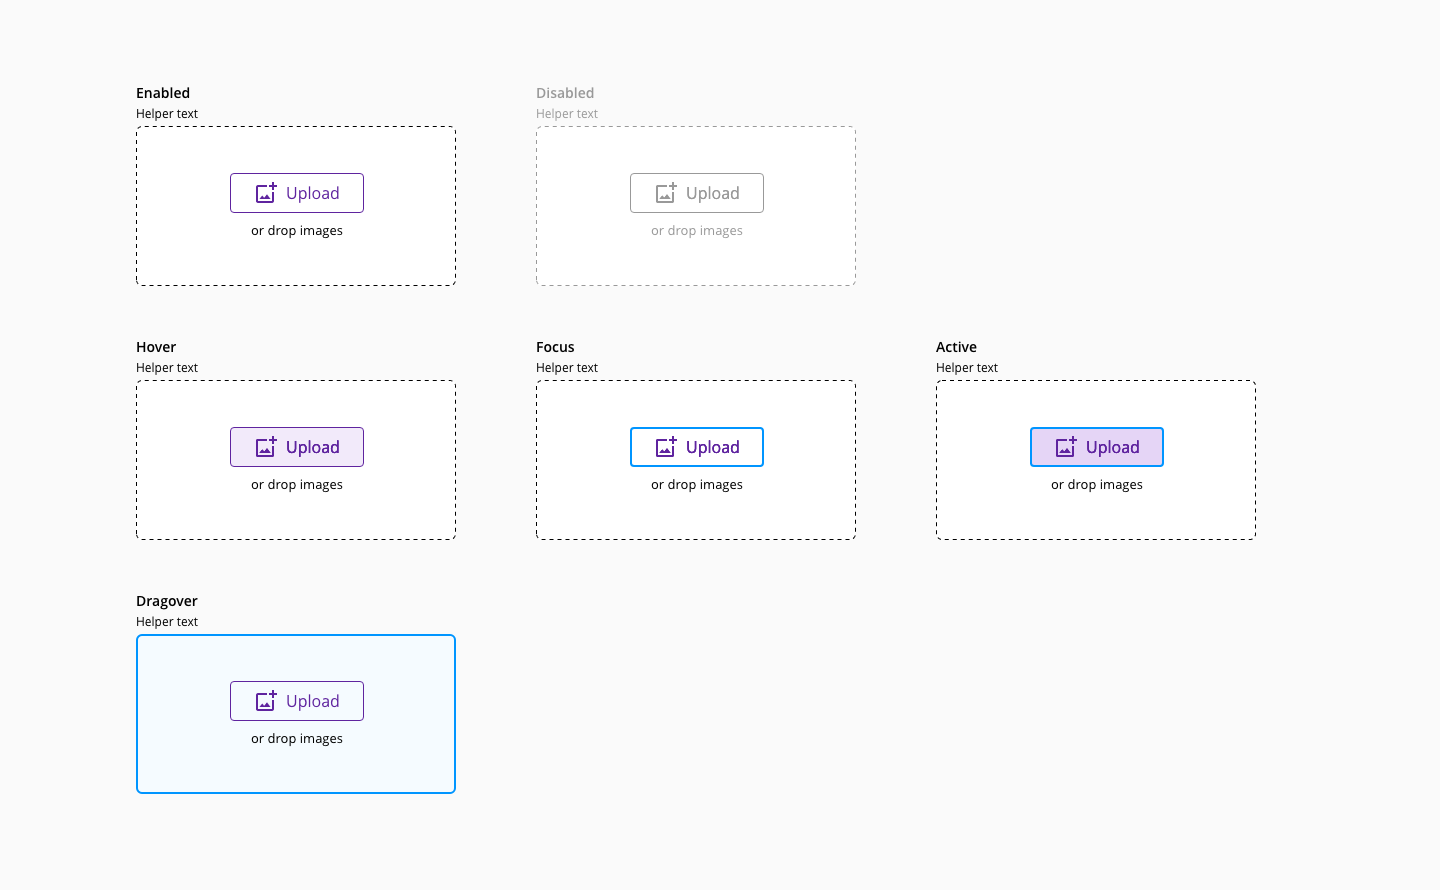 Enabled
Helper text
Upload
or drop images
Disabled
Helper text
Upload
or drop images
Hover
Helper text
Upload
or drop images
Focus
Helper text
Upload
or drop images
Active
Helper text
Upload
or drop images
Dragover
Helper text
Upload
or drop images